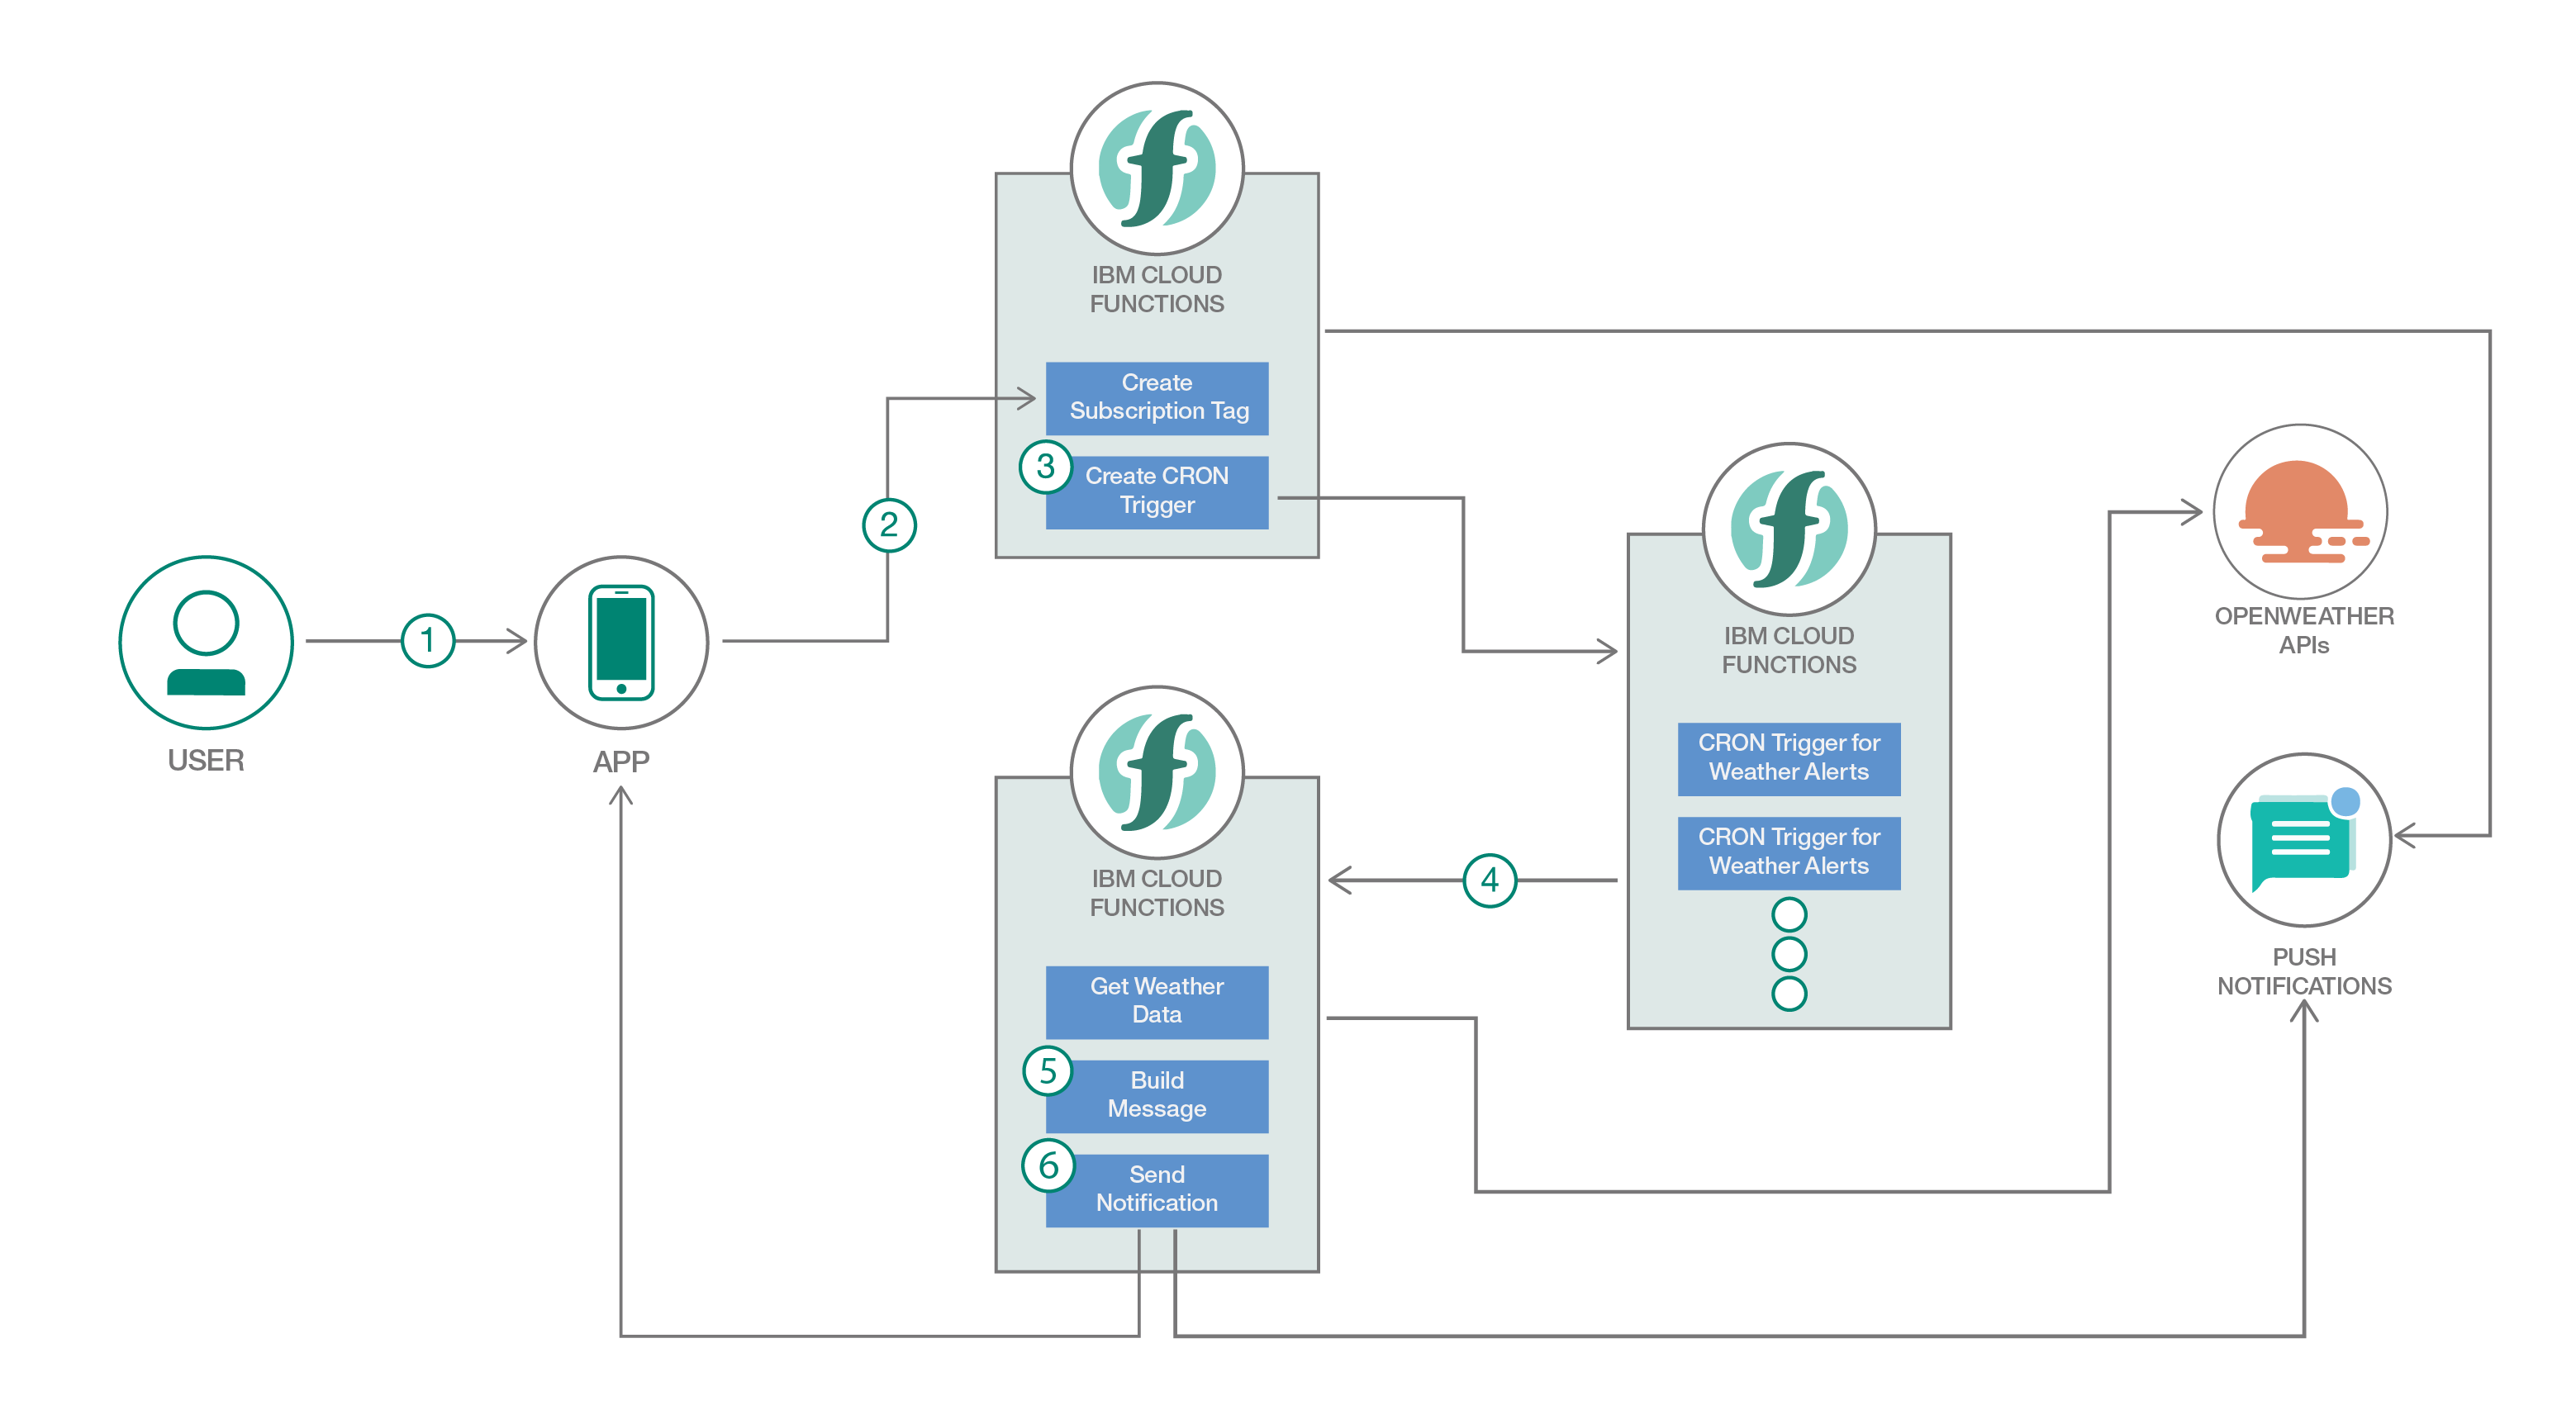 IBM CLOUD
FUNCTIONS
Create
Subscription Tag
3
Create CRON
Trigger
2
1
USER
APP
IBM CLOUD
FUNCTIONS
CRON Trigger for
Weather Alerts
CRON Trigger for
Weather Alerts
4
OPENWEATHER
APIs
PUSH
NOTIFICATIONS
IBM CLOUD
FUNCTIONS
Get Weather
Data
5
Build
Message
6
Send
Notification